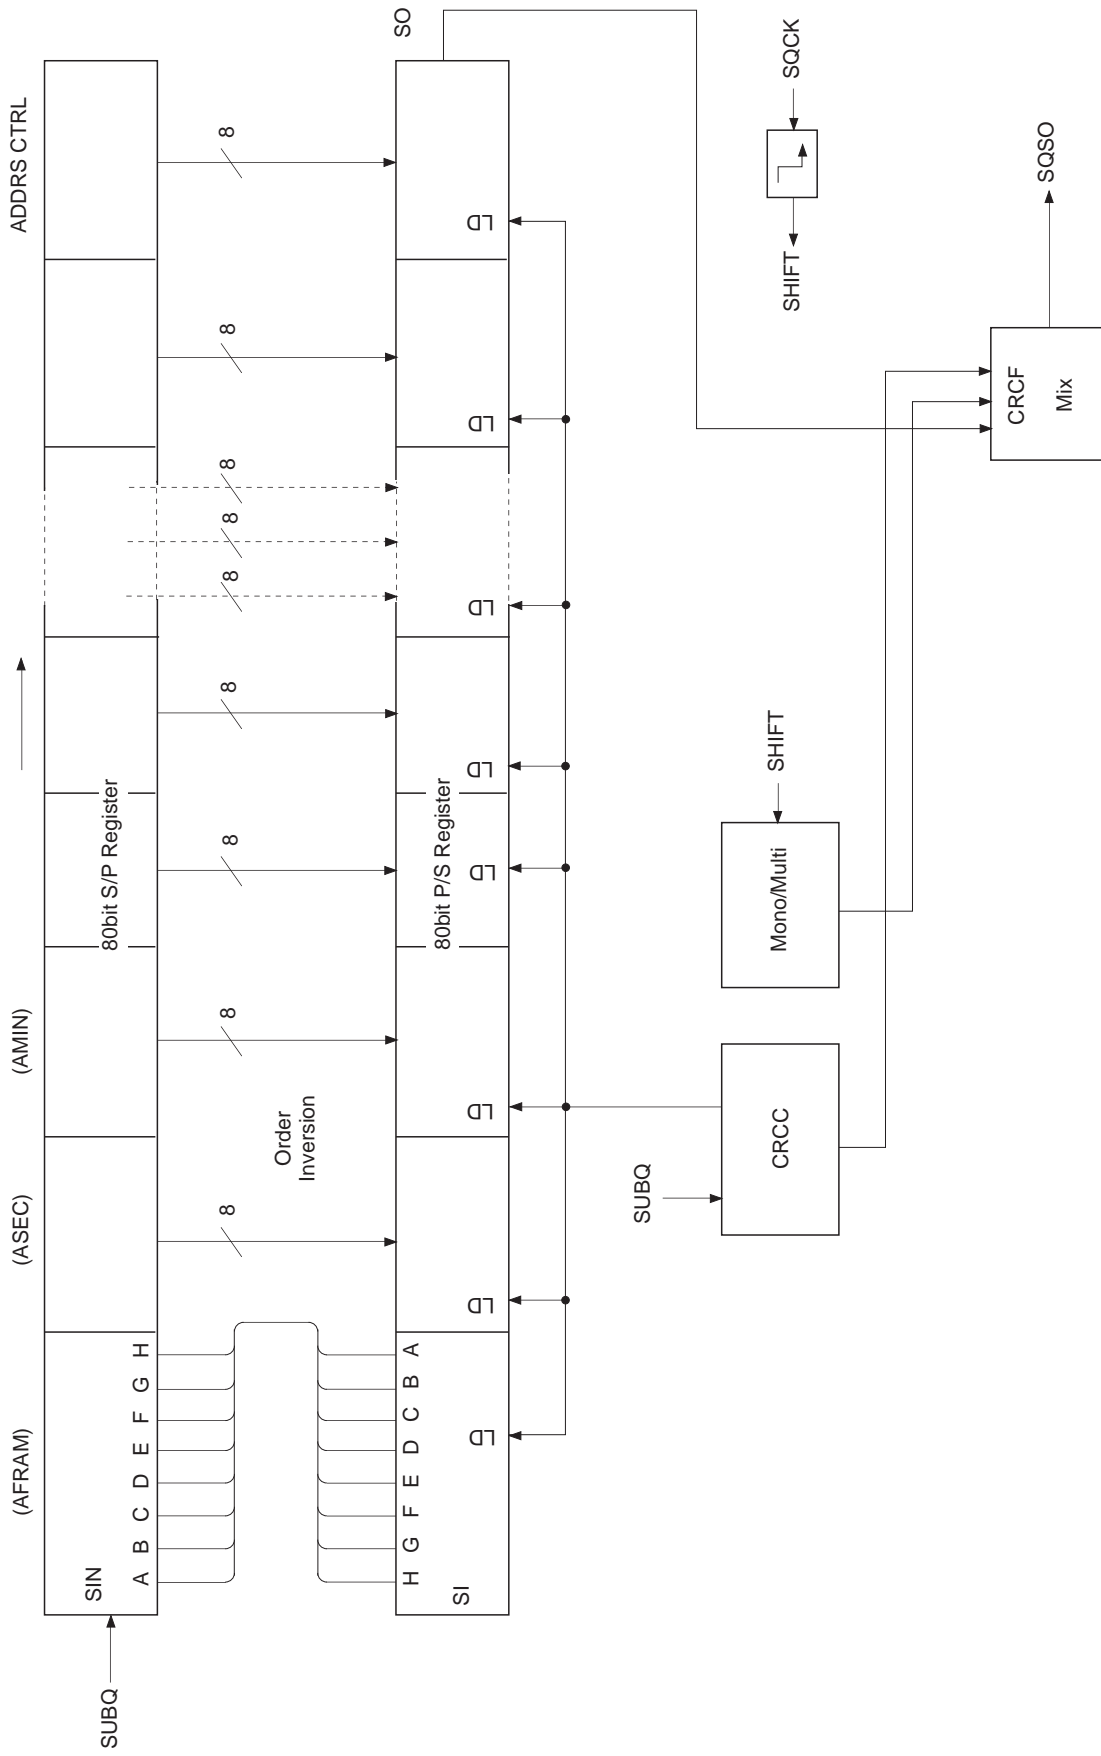 (AFRAM)
(ASEC)
(AMIN)
ADDRS CTRL
SUBQ
SIN
80bit S/P Register
A B C D E F G H
8
8
8
8
8
8
8
8
8
Order
Inversion
H G F E D C B A
SI
80bit P/S Register
SO
LD
LD
LD
LD
LD
LD
LD
LD
SUBQ
CRCC
Mono/Multi
SHIFT
SHIFT
SQCK
CRCF
Mix
SQSO